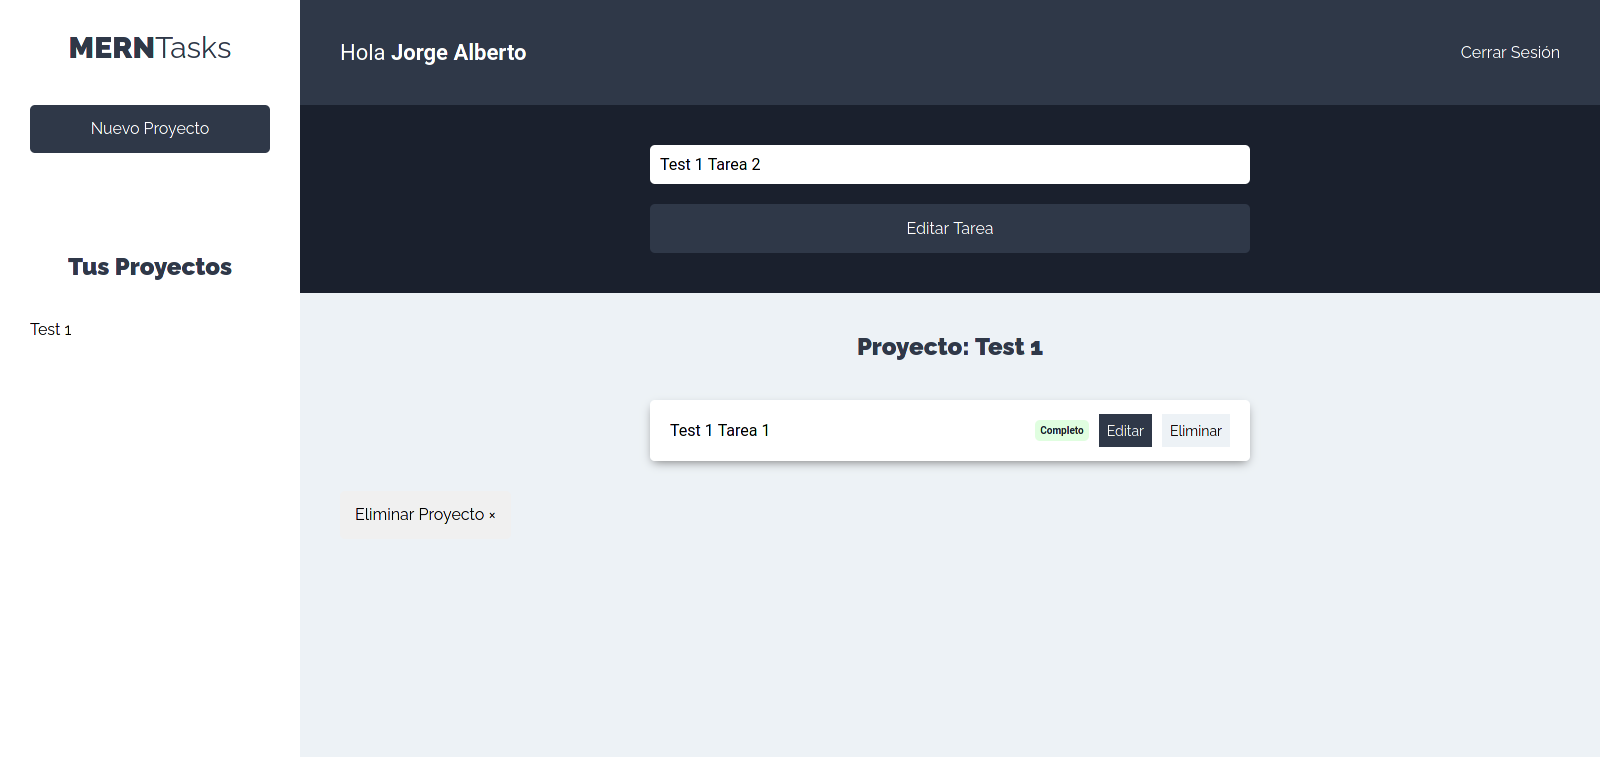 MERNTasks
Nuevo Proyecto
Tus Proyectos
Test 1
Hola Jorge Alberto
Cerrar Sesión
Test 1 Tarea 2
Editar Tarea
Proyecto: Test 1
Test 1 Tarea 1
Completo
Editar
Eliminar
Eliminar Proyecto ×